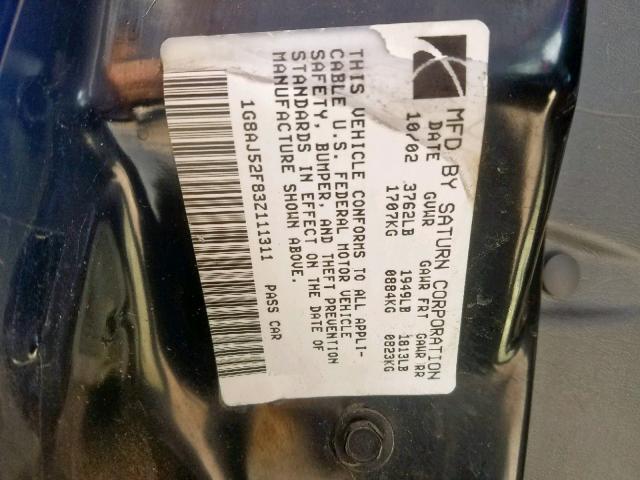 MFD BY SATURN CORPORATION
DATE GVWR GAWR FRT GAWR RR
10/02 3762LB 1949LB 1813LB
1707KG 0884KG 0823KG
THIS VEHICLE CONFORMS TO ALL APPLI-
CABLE U.S. FEDERAL MOTOR VEHICLE
SAFETY, BUMPER, AND THEFT PREVENTION
STANDARDS IN EFFECT ON THE DATE OF
MANUFACTURE SHOWN ABOVE.
1G8AJ52F83Z111311 PASS CAR